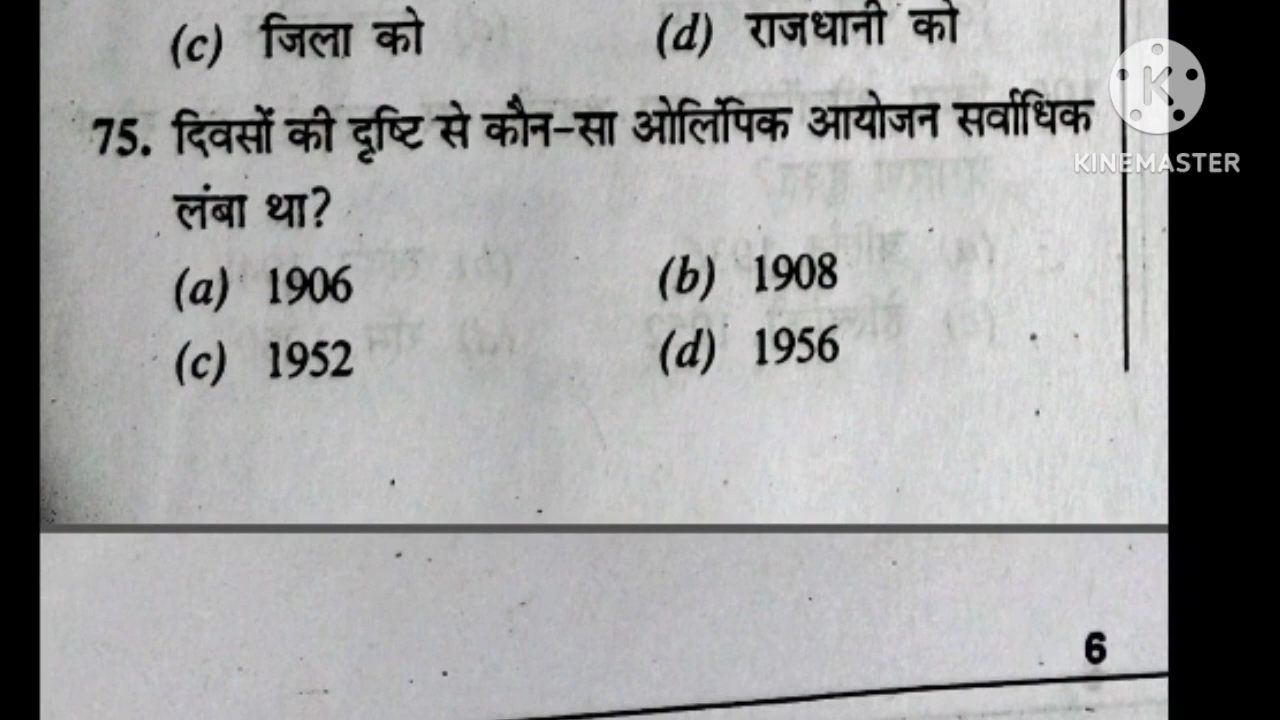 (c) जिला को (d) राजधानी को
75. दिवसों की दृष्टि से कौन-सा ओलिंपिक आयोजन सर्वाधिक
लंबा था?
(a) 1906 (b) 1908
(c) 1952 (d) 1956
K
KINEMASTER
6